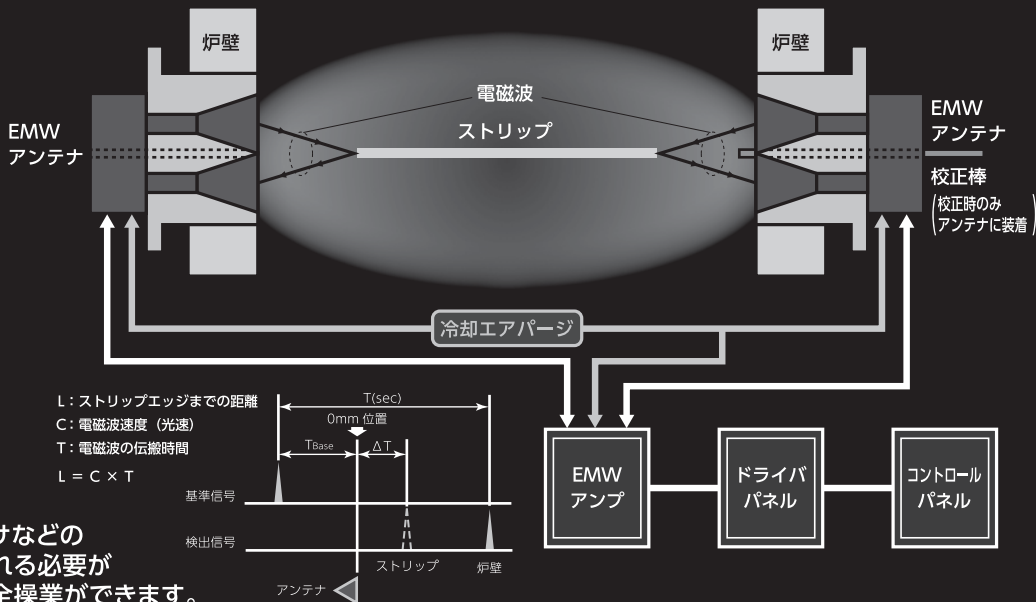 炉壁
炉壁
電磁波
ストリップ
EMW
アンテナ
EMW
アンテナ
校正棒
(校正時のみ
アンテナに装着)
冷却エアパージ
L：ストリップエッジまでの距離
C：電磁波速度（光速）
T：電磁波の伝搬時間
L = C × T
T(sec)
0mm 位置
TBase
ΔT
基準信号
検出信号
ストリップ
炉壁
アンテナ
EMW
アンプ
ドライバ
パネル
コントロール
パネル
などの
れる必要が
操業ができます。